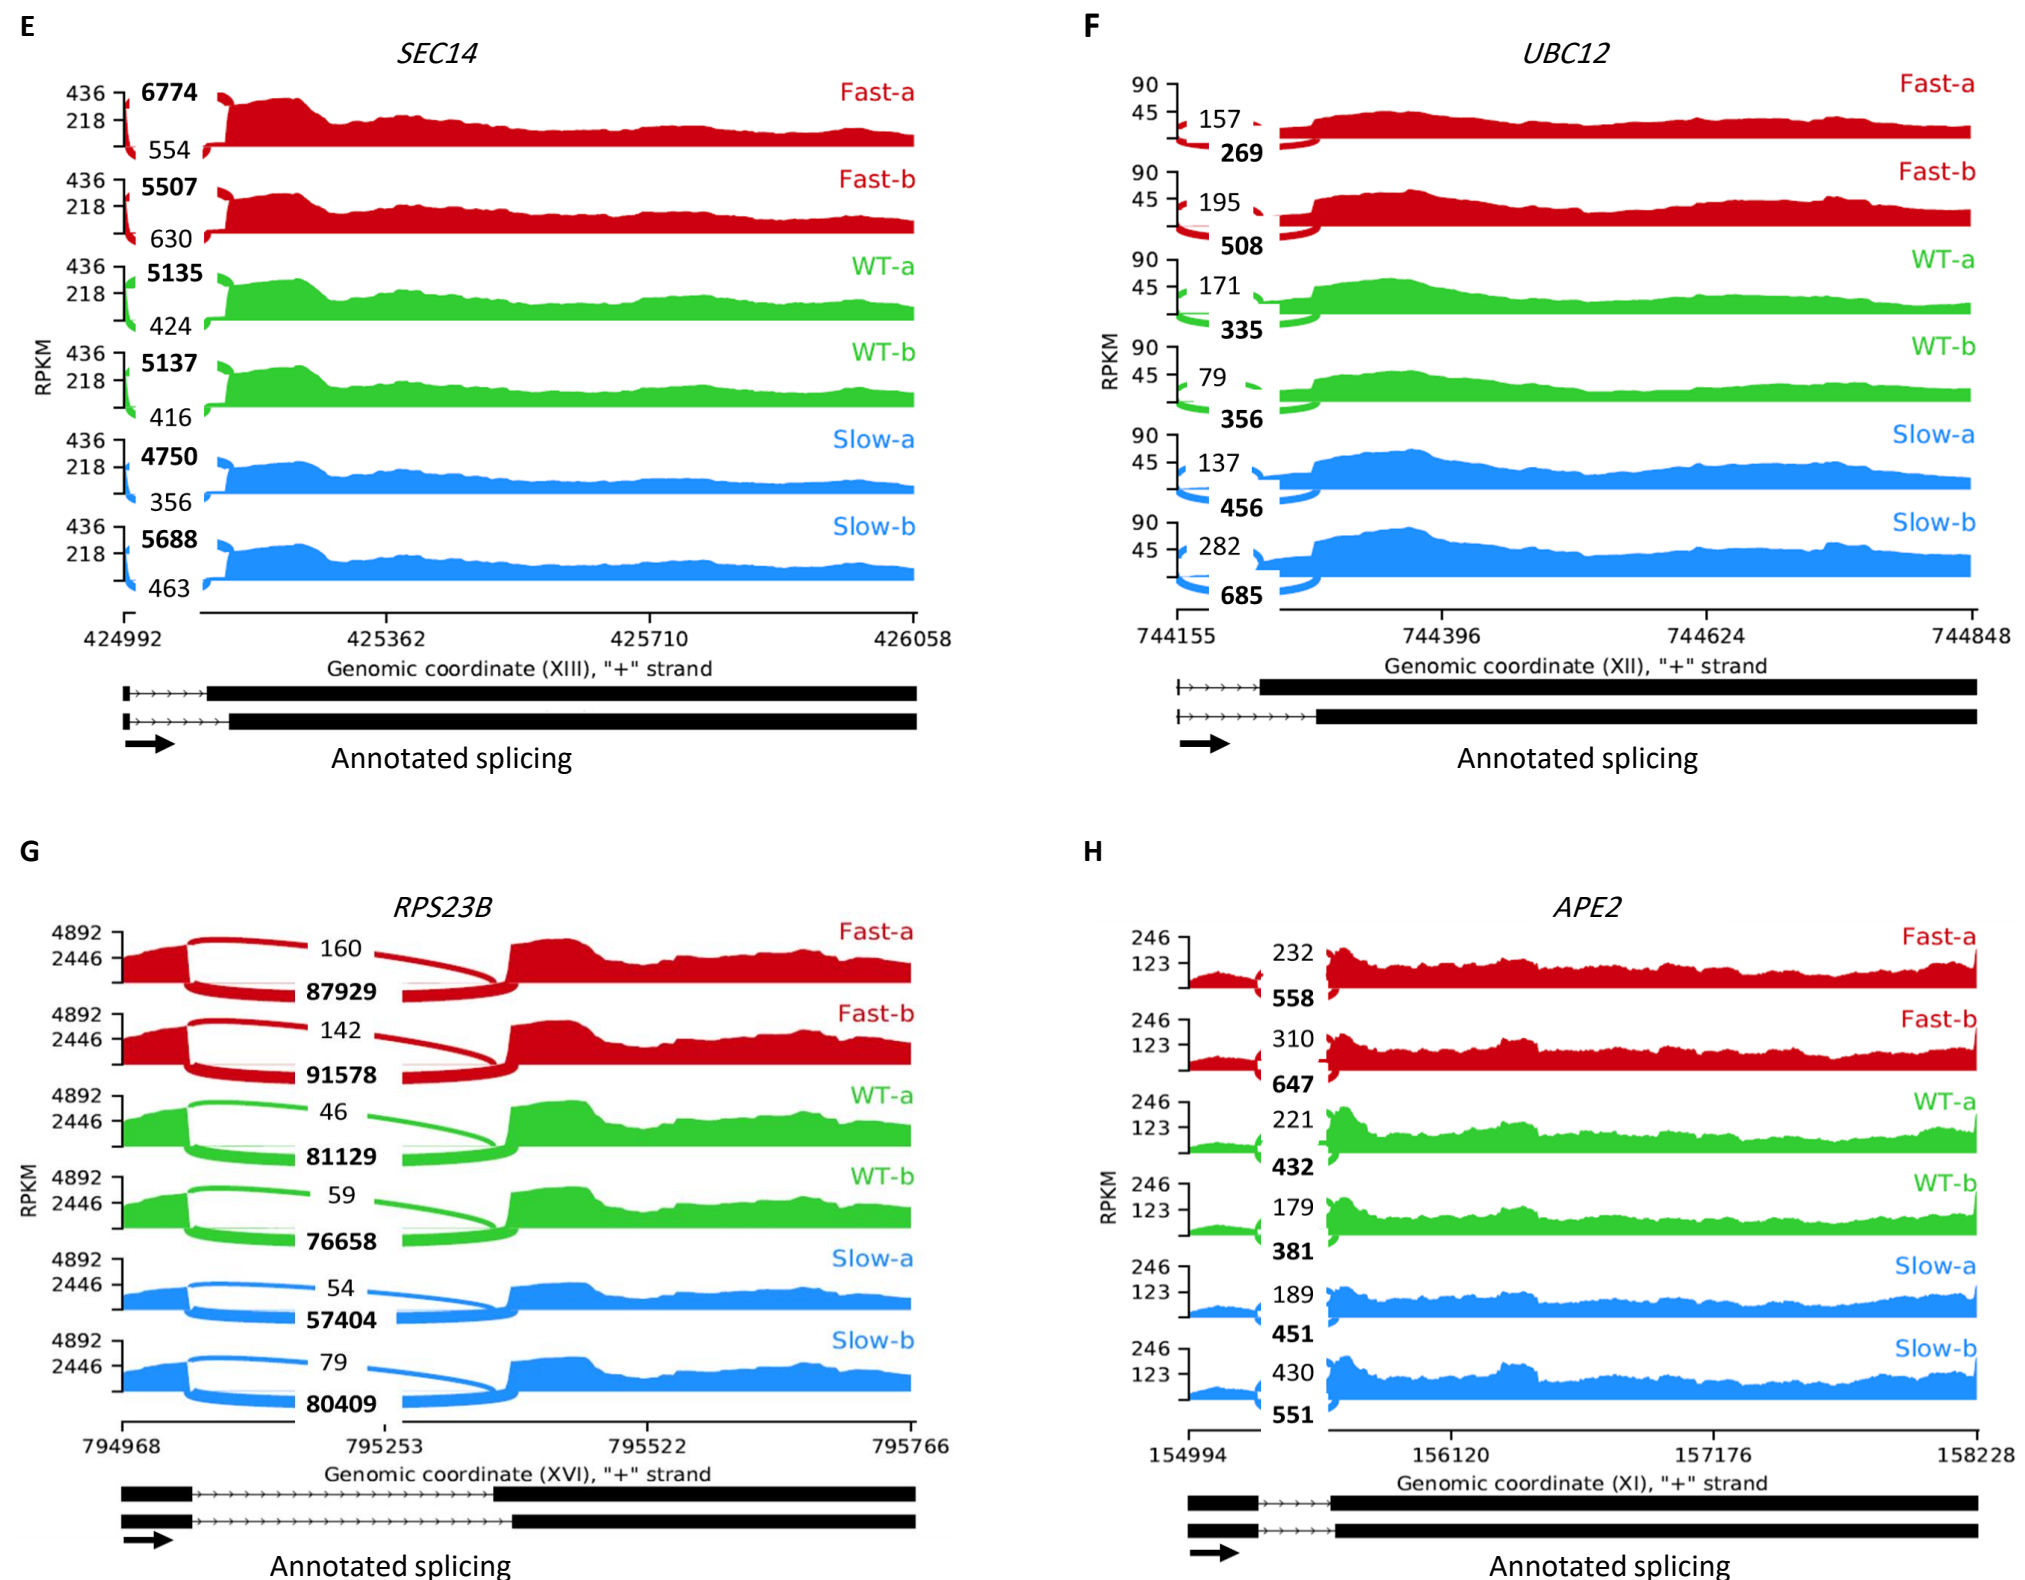 E
SEC14
436
218
6774
554
Fast-a
436
218
5507
630
Fast-b
436
218
5135
424
WT-a
436
218
5137
416
WT-b
436
218
4750
356
Slow-a
436
218
5688
463
Slow-b
RPKM
424992 425362 425710 426058
Genomic coordinate (XIII), "+" strand
Annotated splicing
F
UBC12
90
45
157
269
Fast-a
90
45
195
508
Fast-b
90
45
171
335
WT-a
90
45
79
356
WT-b
90
45
137
456
Slow-a
90
45
282
685
Slow-b
RPKM
744155 744396 744624 744848
Genomic coordinate (XII), "+" strand
Annotated splicing
G
RPS23B
4892
2446
160
87929
Fast-a
4892
2446
142
91578
Fast-b
4892
2446
46
81129
WT-a
4892
2446
59
76658
WT-b
4892
2446
54
57404
Slow-a
4892
2446
79
80409
Slow-b
RPKM
794968 795253 795522 795766
Genomic coordinate (XVI), "+" strand
Annotated splicing
H
APE2
246
123
232
558
Fast-a
246
123
310
647
Fast-b
246
123
221
432
WT-a
246
123
179
381
WT-b
246
123
189
451
Slow-a
246
123
430
551
Slow-b
RPKM
154994 156120 157176 158228
Genomic coordinate (XI), "+" strand
Annotated splicing